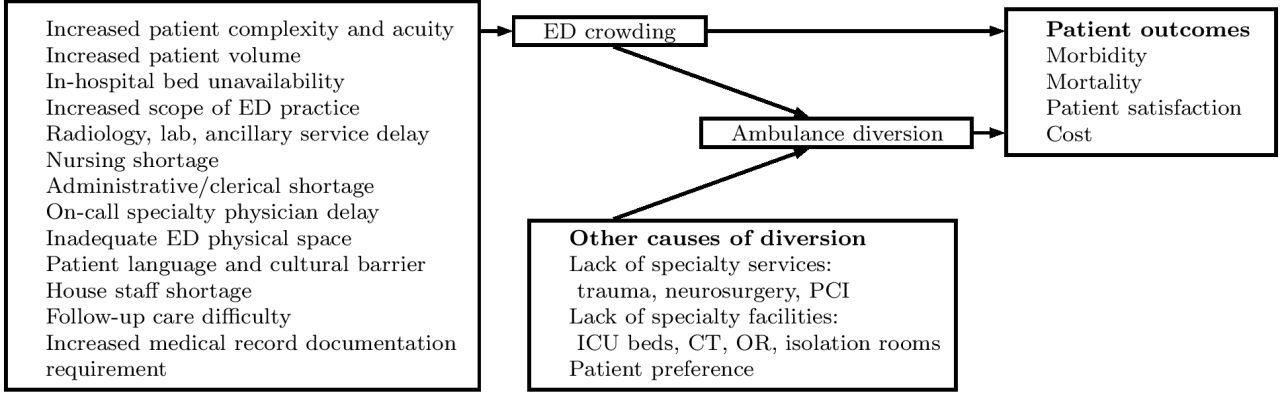 Increased patient complexity and acuity
Increased patient volume
In-hospital bed unavailability
Increased scope of ED practice
Radiology, lab, ancillary service delay
Nursing shortage
Administrative/clerical shortage
On-call specialty physician delay
Inadequate ED physical space
Patient language and cultural barrier
House staff shortage
Follow-up care difficulty
Increased medical record documentation
requirement
ED crowding
Ambulance diversion
Other causes of diversion
Lack of specialty services:
trauma, neurosurgery, PCI
Lack of specialty facilities:
ICU beds, CT, OR, isolation rooms
Patient preference
Patient outcomes
Morbidity
Mortality
Patient satisfaction
Cost